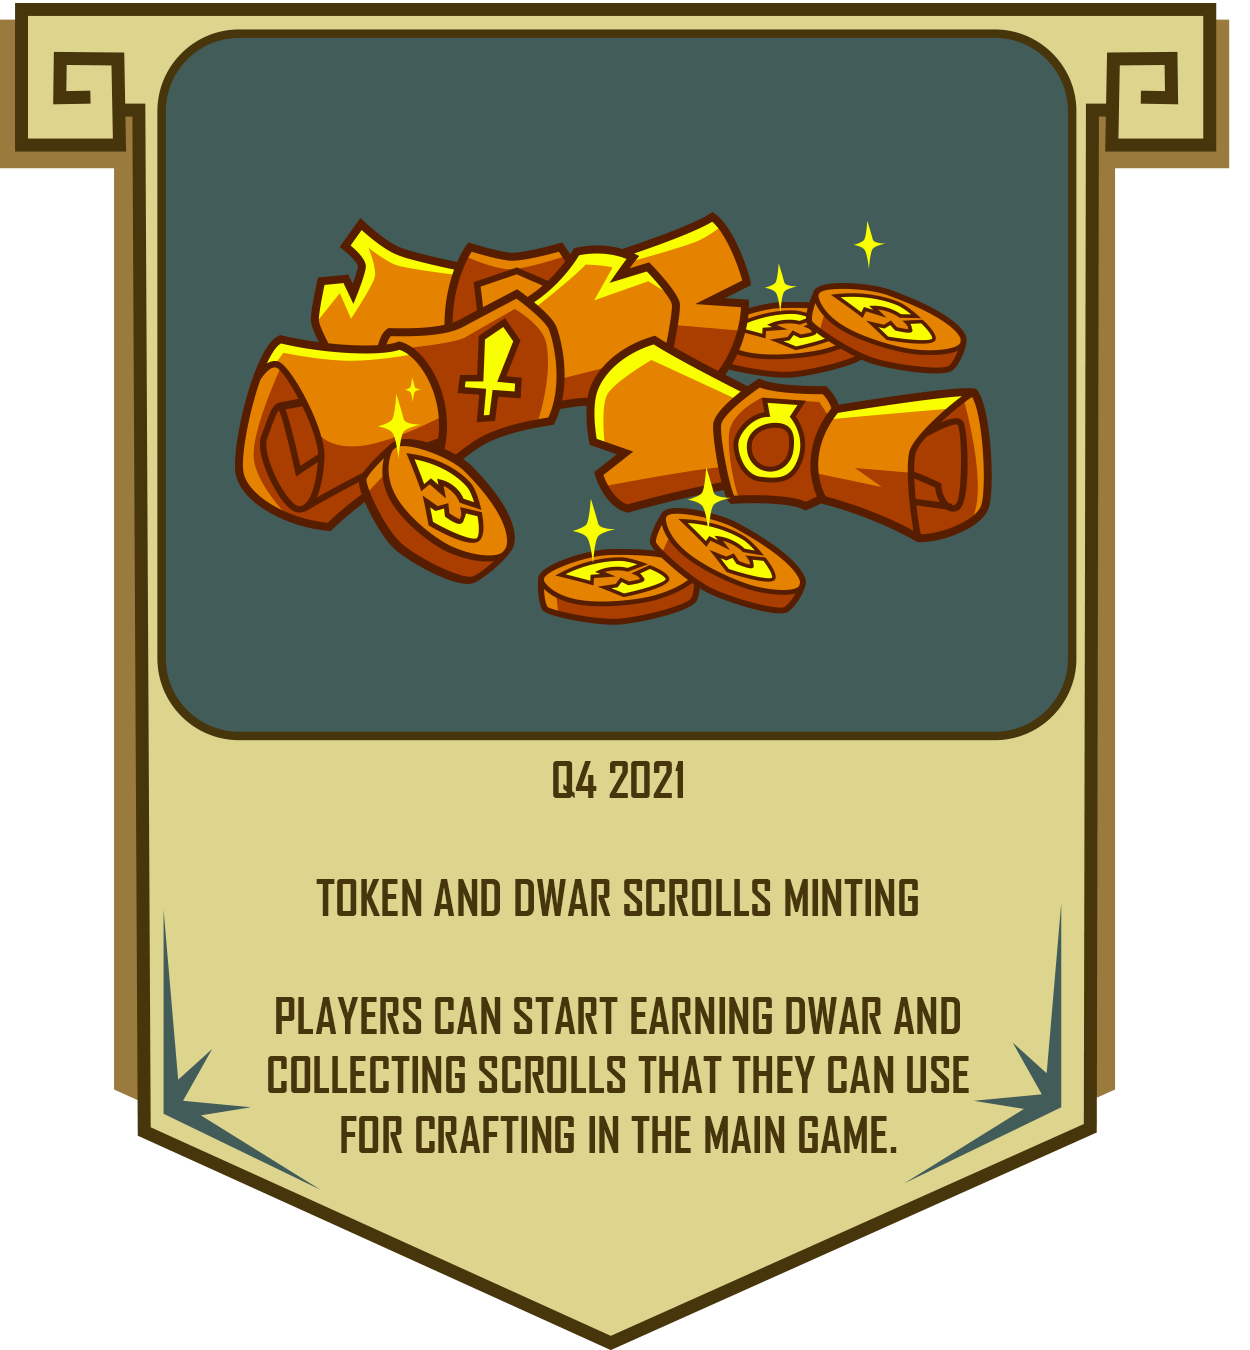 Q4 2021
TOKEN AND DWAR SCROLLS MINTING
PLAYERS CAN START EARNING DWAR AND
COLLECTING SCROLLS THAT THEY CAN USE
FOR CRAFTING IN THE MAIN GAME.